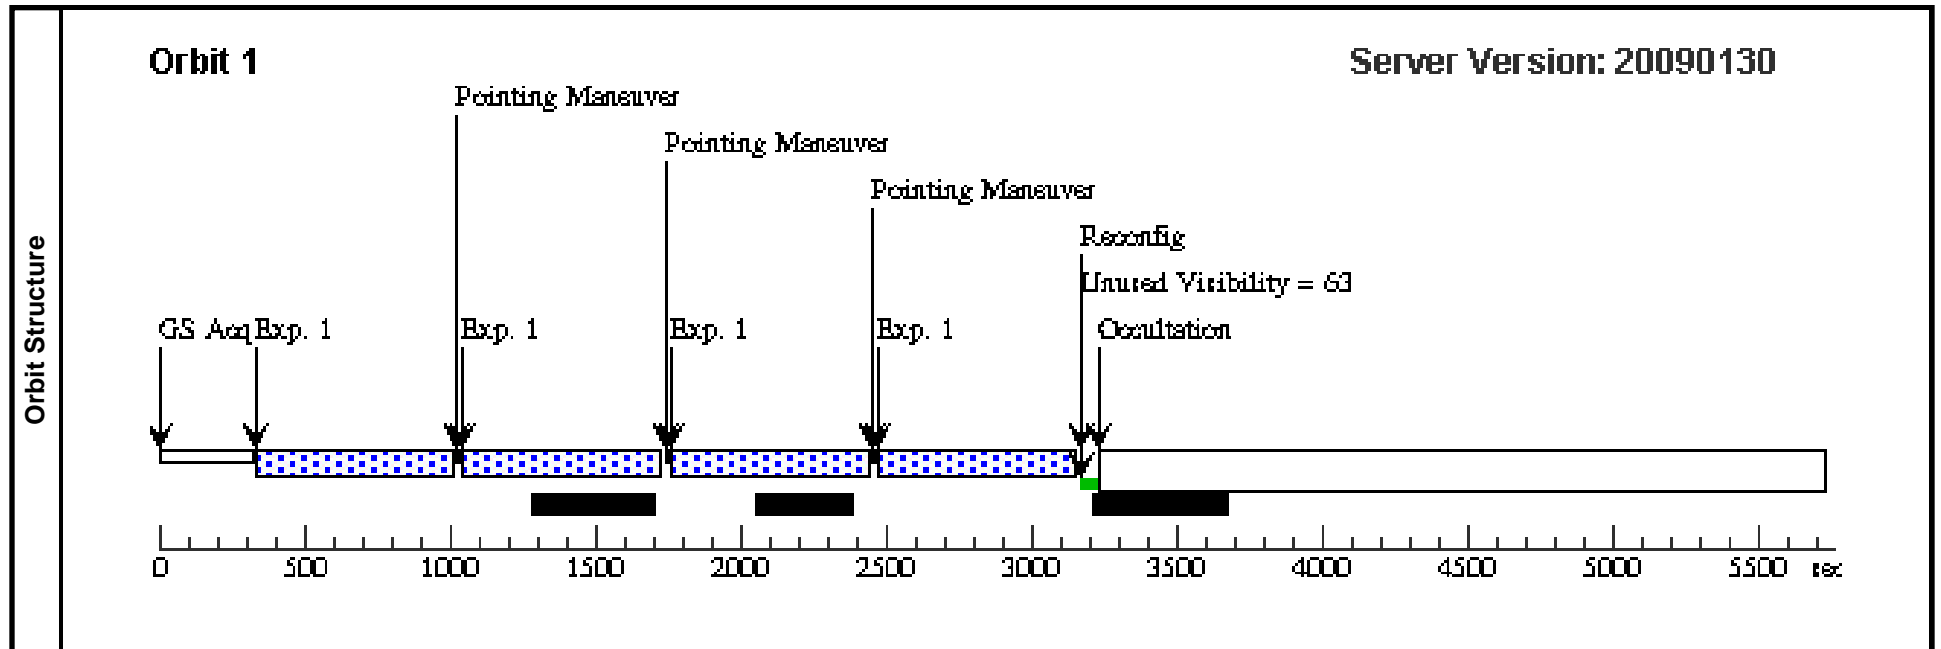 Orbit 1 Server Version: 20090130
Pointing Maneuver
Pointing Maneuver
Pointing Maneuver
Reconfig
Unused Visibility = 63
GS Acq Exp. 1 Exp. 1 Exp. 1 Exp. 1 Occultation
Orbit Structure
0 500 1000 1500 2000 2500 3000 3500 4000 4500 5000 5500 sec